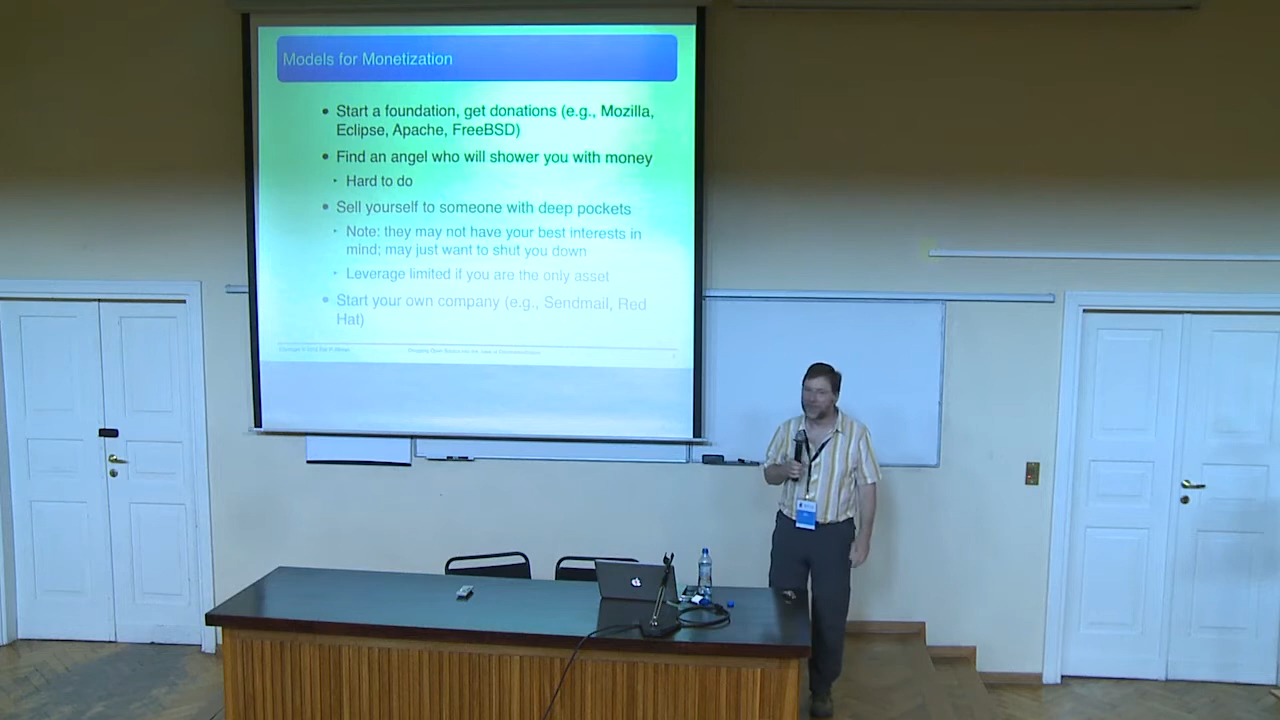 Models for Monetization
• Start a foundation, get donations (e.g., Mozilla,
Eclipse, Apache, FreeBSD)
• Find an angel who will shower you with money
‣ Hard to do
• Sell yourself to someone with deep pockets
‣ Note: they may not have your best interests in
mind; may just want to shut you down
‣ Leverage limited if you are the only asset
• Start your own company (e.g., Sendmail, Red
Hat)